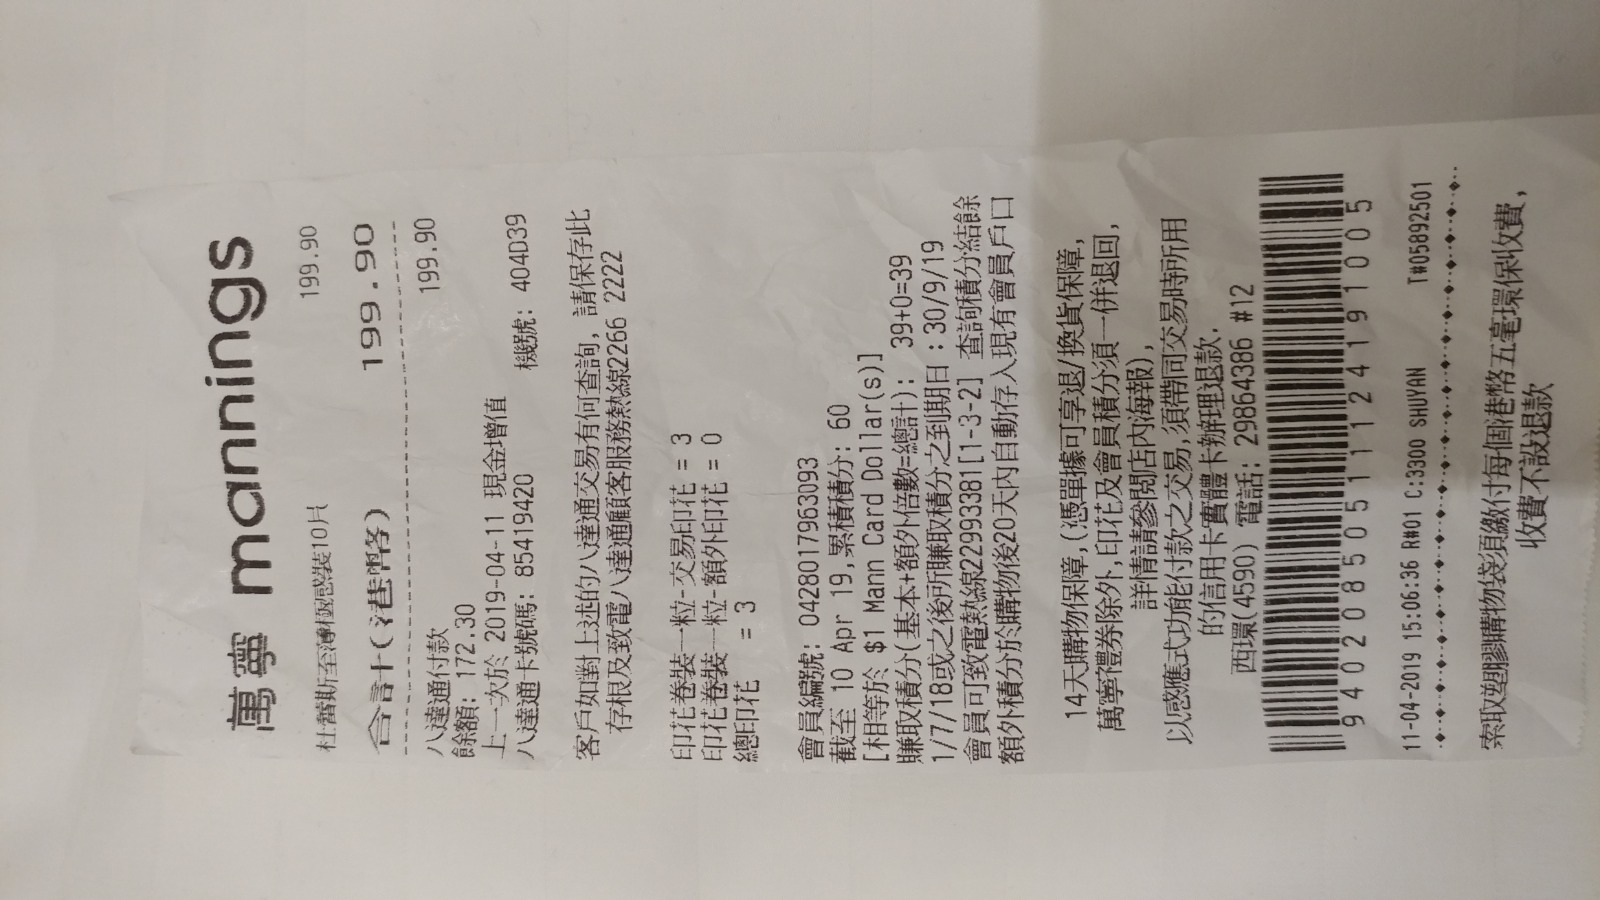 萬寧 mannings
杜蕾斯至薄極感裝10片 199.90
合計(港幣) 199.90
八達通付款 199.90
餘額: 172.30
上一次於 2019-04-11 現金增值
八達通卡號碼: 85419420 機號: 404D39
客戶如對上述的八達通交易有何查詢, 請保存此
存根及致電八達通顧客服務熱線2266 2222
印花卷裝一粒-交易印花 = 3
印花卷裝一粒-額外印花 = 0
總印花 = 3
會員編號: 0428017963093
截至 10 Apr 19,累積積分: 60
[相等於 $1 Mann Card Dollar(s)]
賺取積分(基本+額外倍數=總計): 39+0=39
1/7/18或之後所賺取積分之到期日:30/9/19
會員可致電熱線22993381[1-3-2] 查詢積分結餘
額外積分於購物後20天內自動存入現有會員戶口
14天購物保障,(憑單據可享退/換貨保障,
萬寧禮券除外,印花及會員積分須一併退回,
詳情請參閱店內海報),
以感應式功能付款之交易,須帶同交易時所用
的信用卡實體卡辦理退款.
西環(4590) 電話: 29864386 #12
94020850511124191005
11-04-2019 15:06:36 R#01 C:3300 SHUYAN T#05892501
索取塑膠購物袋須繳付每個港幣五毫環保收費,
收費不設退款